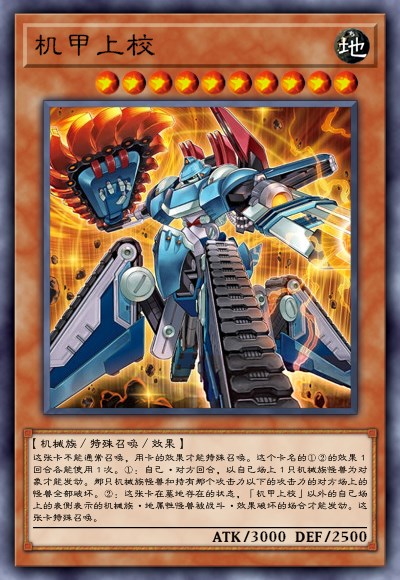 机甲上校
地
【机械族／特殊召唤／效果】
这张卡不能通常召唤，用卡的效果才能特殊召唤。这个卡名的①②的效果1
回合各能使用1次。①：自己·对方回合，以自己场上1只机械族怪兽为对
象才能发动。那只机械族怪兽和持有那个攻击力以下的攻击力的对方场上的
怪兽全部破坏。②：这张卡在墓地存在的状态，「机甲上校」以外的自己场
上的表侧表示的机械族·地属性怪兽被战斗·效果破坏的场合才能发动。这
张卡特殊召唤。
ATK/3000 DEF/2500